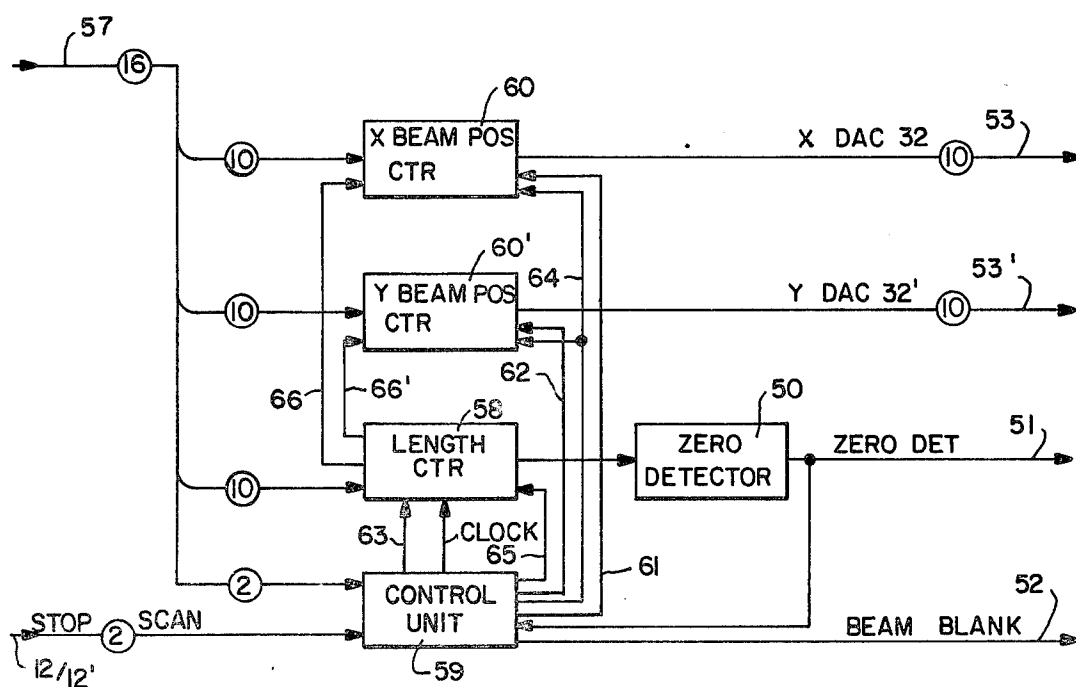 57
16
60
X BEAM POS
CTR
10
X DAC 32
10
53
60'
Y BEAM POS
CTR
10
64
Y DAC 32'
10
53'
66
66'
62
58
LENGTH
CTR
10
50
ZERO
DETECTOR
ZERO DET
51
63
CLOCK
65
61
2
CONTROL
UNIT
59
STOP
2
SCAN
12/12'
BEAM BLANK
52